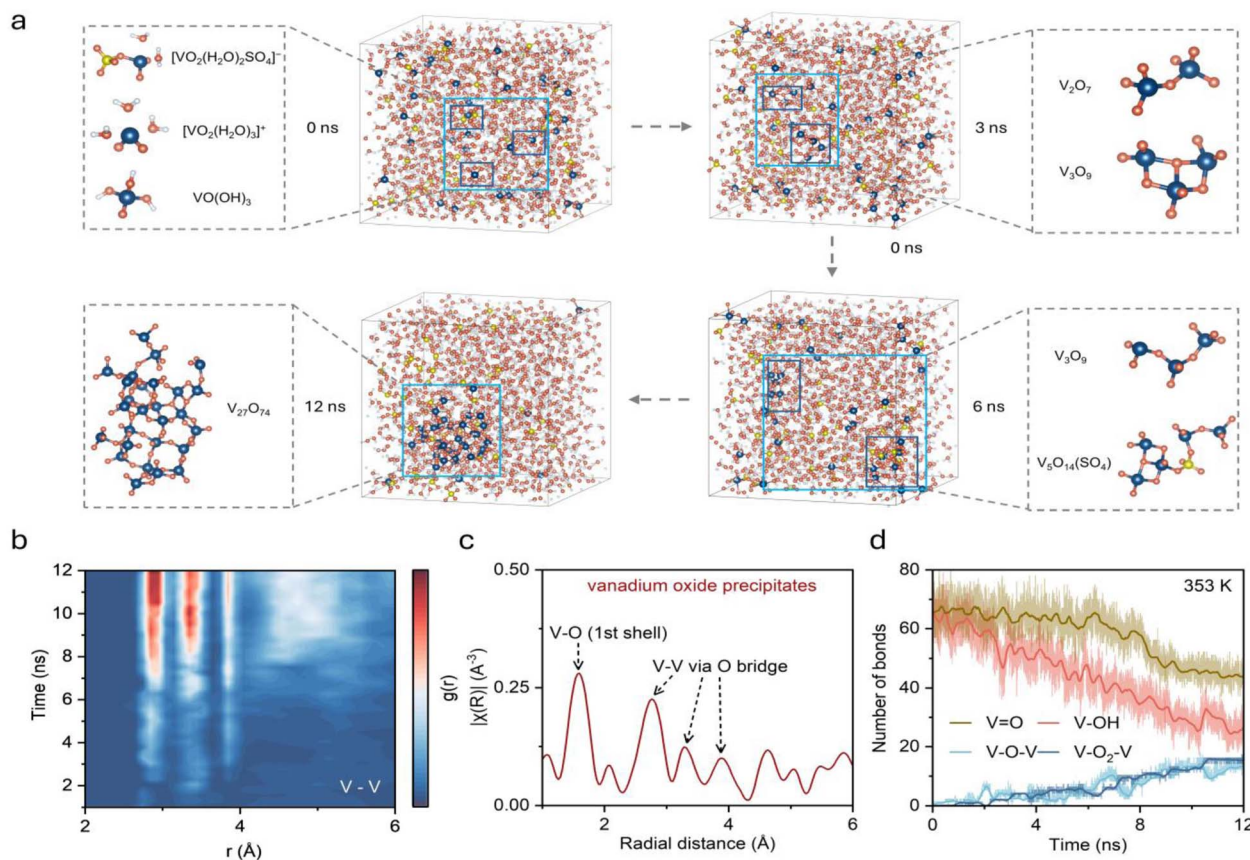 a
[VO₂(H₂O)₂SO₄]⁻
[VO₂(H₂O)₃]⁺
VO(OH)₃
0 ns
3 ns
V₂O₇
V₃O₉
0 ns
V₂₇O₇₄
12 ns
6 ns
V₃O₉
V₅O₁₄(SO₄)
b
12
10
8
6
4
2
Time (ns)
V - V
2
4
6
r (Å)
g(r)
c
0.50
0.25
0.00
|χ(R)| (A⁻³)
vanadium oxide precipitates
V-O (1st shell)
V-V via O bridge
2
4
6
Radial distance (Å)
d
80
60
40
20
0
Number of bonds
353 K
V=O
V-OH
V-O-V
V-O₂-V
0
4
8
12
Time (ns)